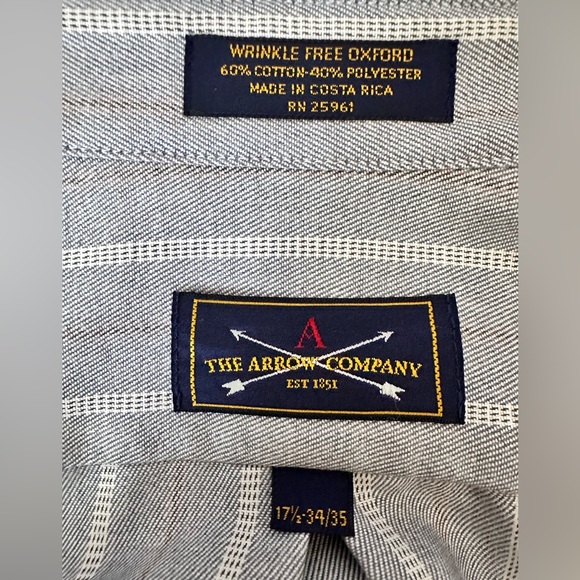 WRINKLE FREE OXFORD
60% COTTON-40% POLYESTER
MADE IN COSTA RICA
RN 25961
A
THE ARROW COMPANY
EST 1851
17½-34/35